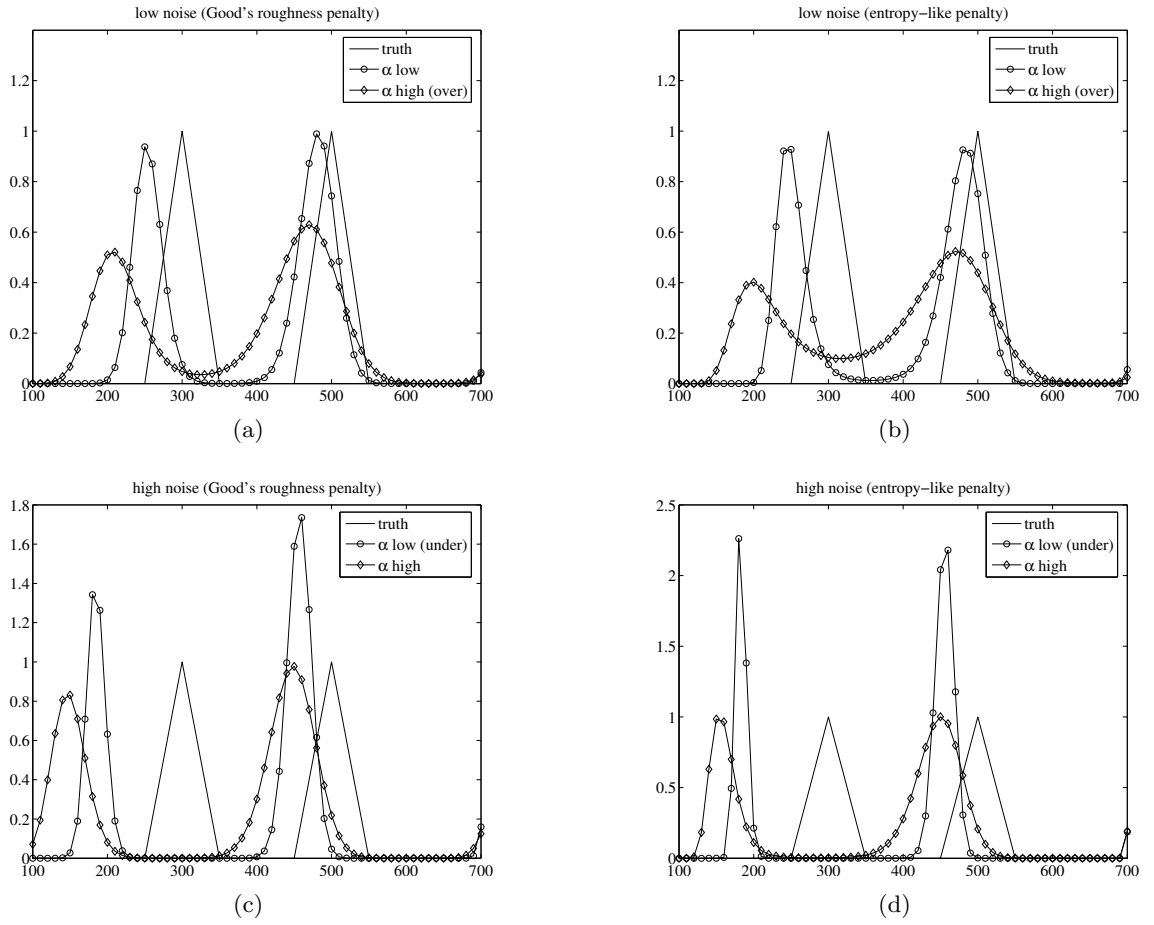 low noise (Good's roughness penalty)
truth
α low
α high (over)
1.2
1
0.8
0.6
0.4
0.2
0
100 200 300 400 500 600 700
(a)
low noise (entropy−like penalty)
truth
α low
α high (over)
1.2
1
0.8
0.6
0.4
0.2
0
100 200 300 400 500 600 700
(b)
high noise (Good's roughness penalty)
truth
α low (under)
α high
1.8
1.6
1.4
1.2
1
0.8
0.6
0.4
0.2
0
100 200 300 400 500 600 700
(c)
high noise (entropy−like penalty)
truth
α low (under)
α high
2.5
2
1.5
1
0.5
0
100 200 300 400 500 600 700
(d)